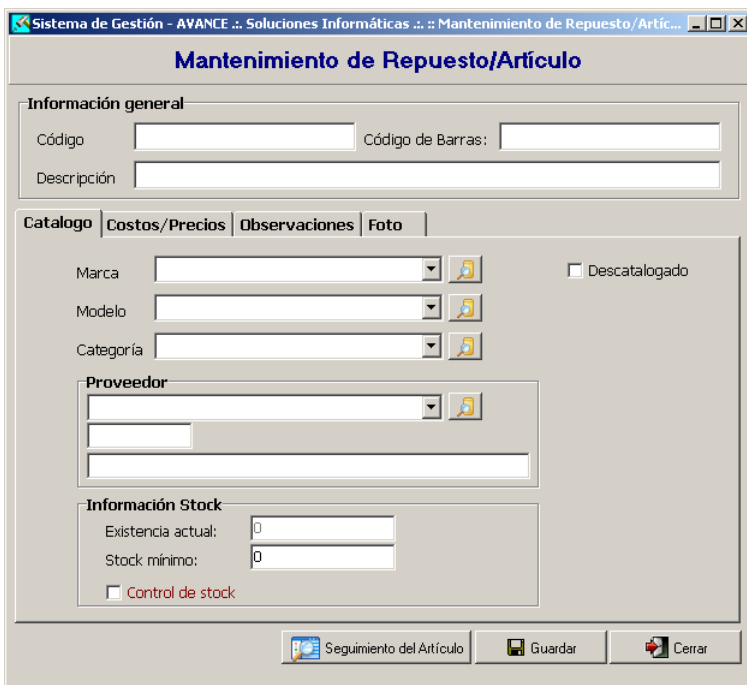 Sistema de Gestión - AVANCE .:. Soluciones Informáticas .:. :: Mantenimiento de Repuesto/Artíc...
Mantenimiento de Repuesto/Artículo
Información general
Código Código de Barras:
Descripción
Catalogo Costos/Precios Observaciones Foto
Marca Descatalogado
Modelo
Categoría
Proveedor
Información Stock
Existencia actual: 0
Stock mínimo: 0
Control de stock
Seguimiento del Artículo Guardar Cerrar